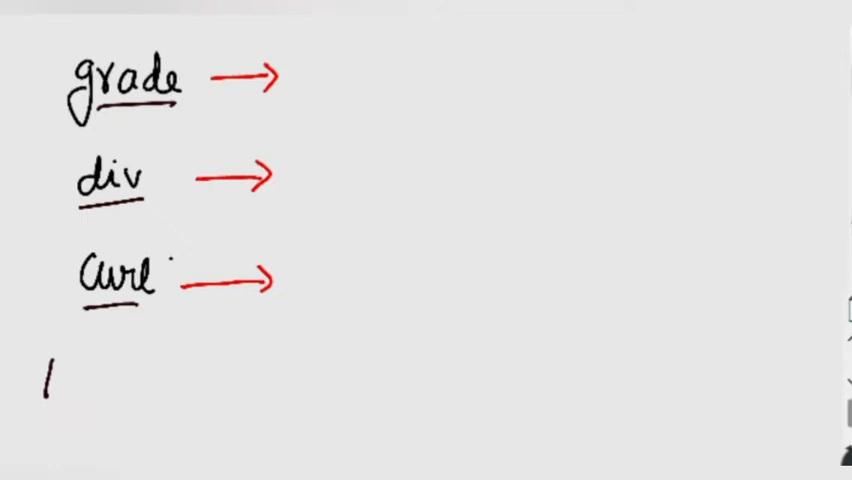 grade →
div →
curl →